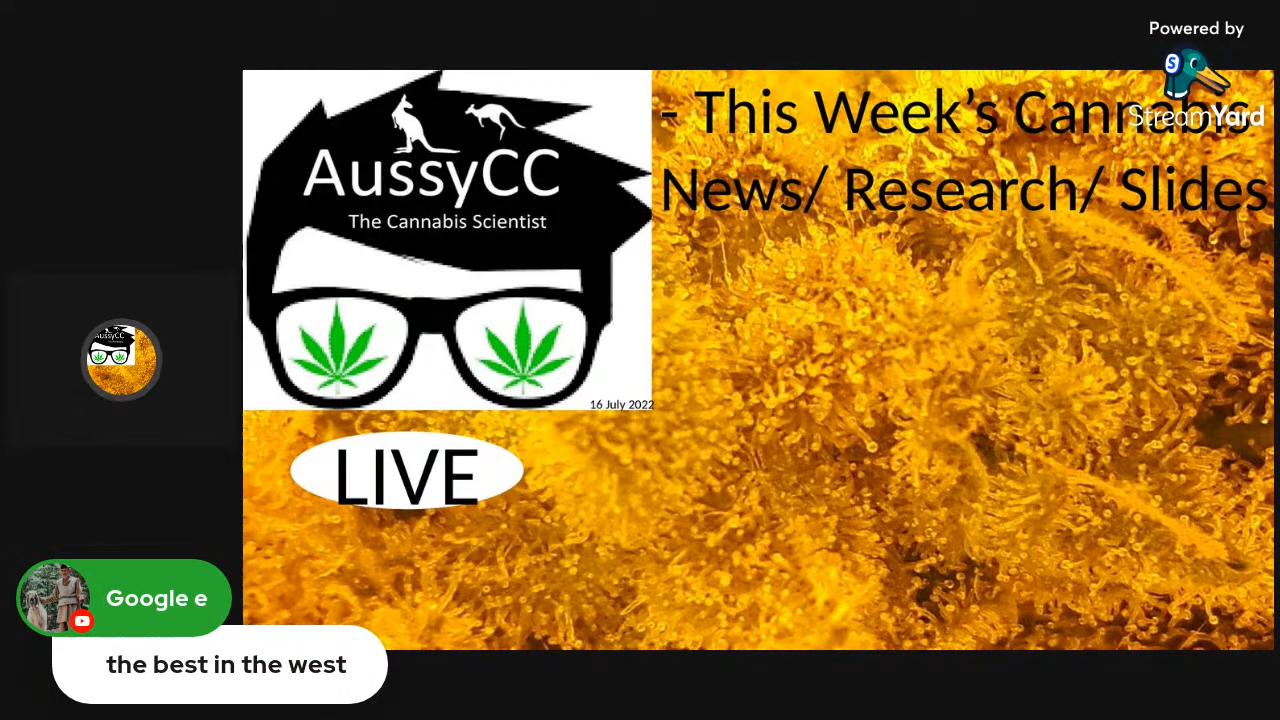 Powered by
StreamYard
- This Week's Cannabis
News/ Research/ Slides
AussyCC
The Cannabis Scientist
16 July 2022
LIVE
AussyCC
Google e
the best in the west